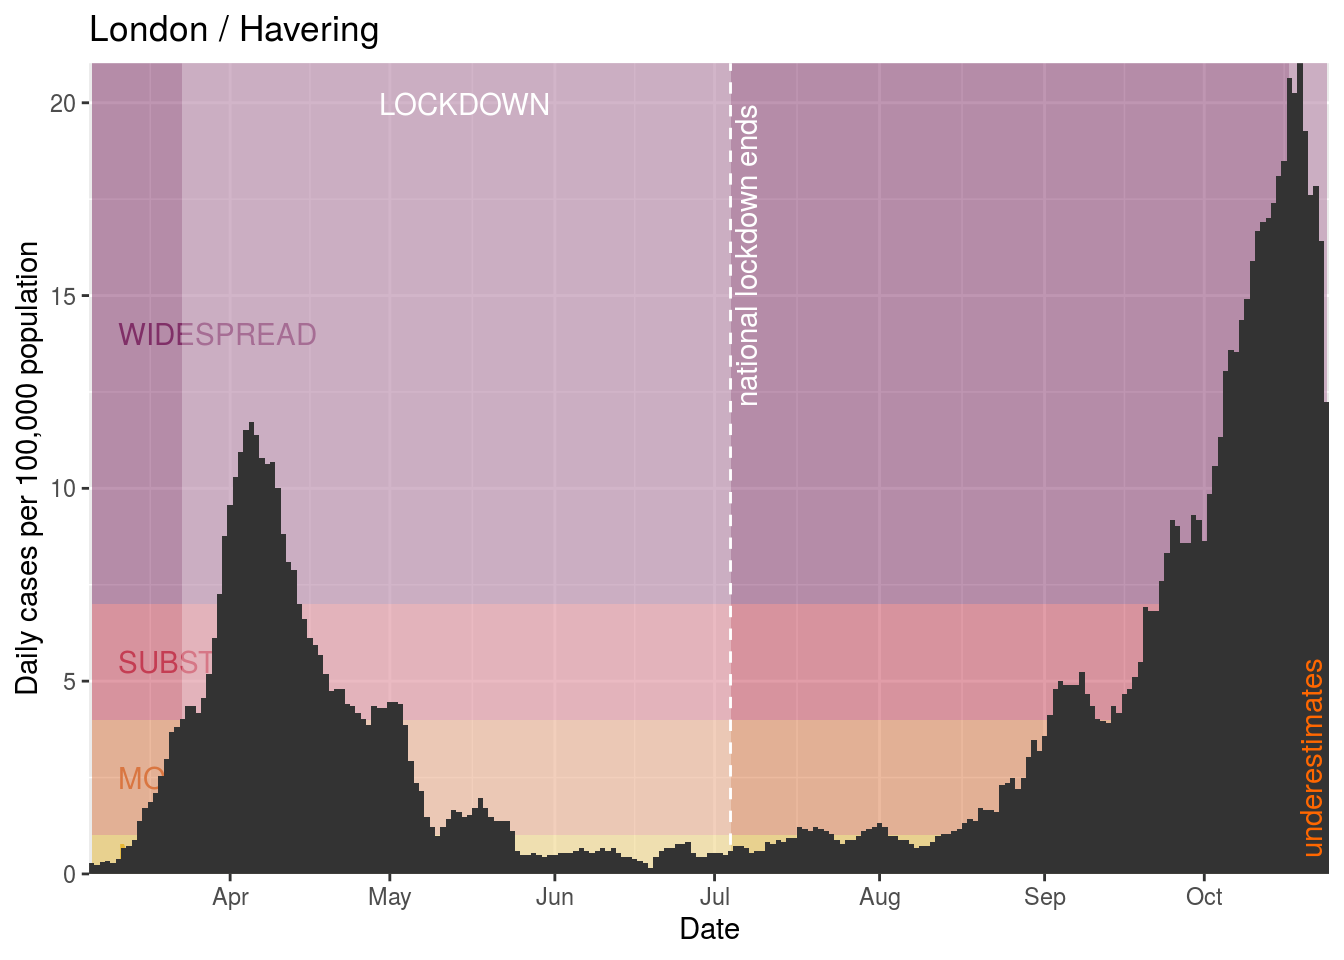 London / Havering
Daily cases per 100,000 population
20
15
10
5
0
LOCKDOWN
national lockdown ends
WIDESPREAD
SUBST
MO
underestimates
Apr
May
Jun
Jul
Aug
Sep
Oct
Date